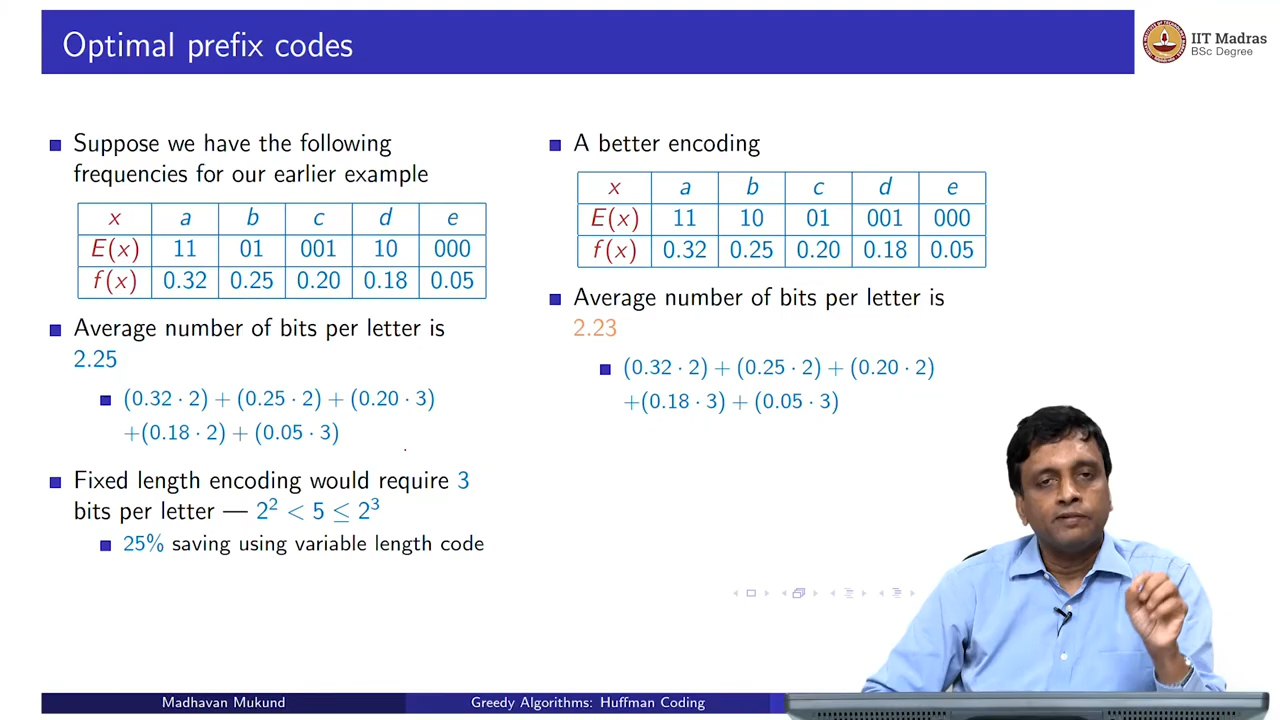 Optimal prefix codes
IIT Madras
BSc Degree
Suppose we have the following
frequencies for our earlier example
x a b c d e
E(x) 11 01 001 10 000
f(x) 0.32 0.25 0.20 0.18 0.05
Average number of bits per letter is
2.25
(0.32 · 2) + (0.25 · 2) + (0.20 · 3)
+(0.18 · 2) + (0.05 · 3)
Fixed length encoding would require 3
bits per letter — 2² < 5 ≤ 2³
25% saving using variable length code
A better encoding
x a b c d e
E(x) 11 10 01 001 000
f(x) 0.32 0.25 0.20 0.18 0.05
Average number of bits per letter is
2.23
(0.32 · 2) + (0.25 · 2) + (0.20 · 2)
+(0.18 · 3) + (0.05 · 3)
Madhavan Mukund
Greedy Algorithms: Huffman Coding